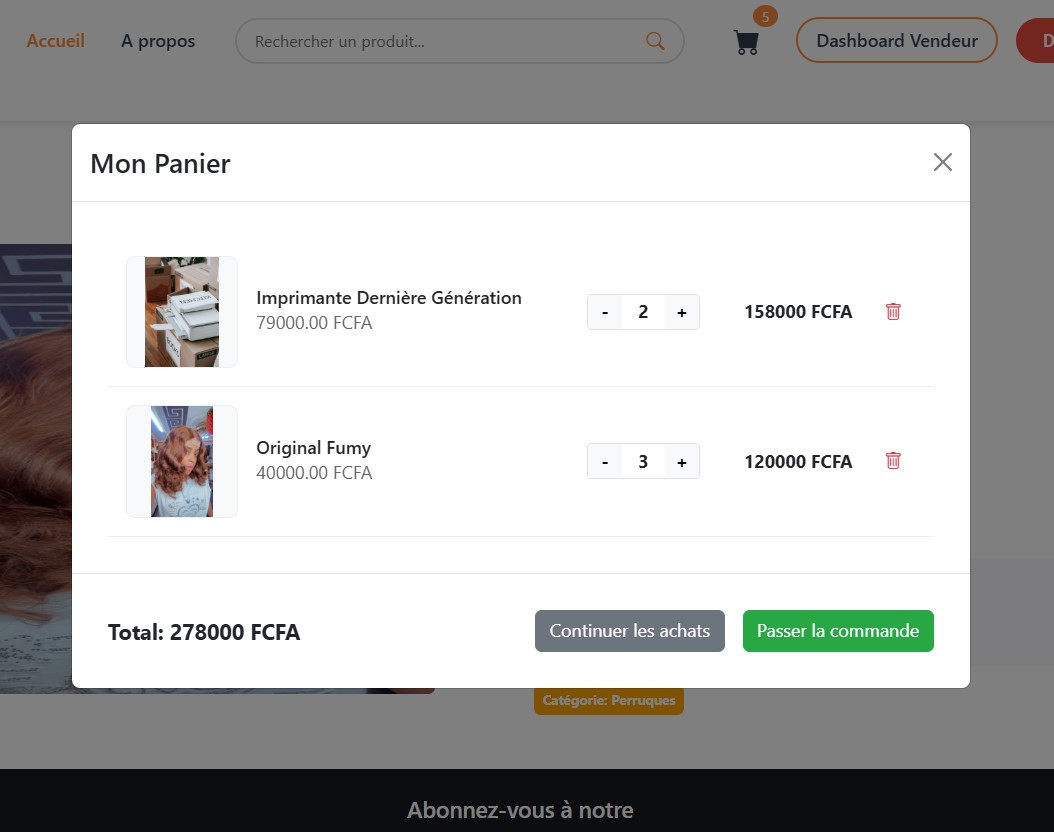 Accueil A propos Rechercher un produit... 5 Dashboard Vendeur D
Mon Panier
Imprimante Dernière Génération
79000.00 FCFA
- 2 + 158000 FCFA
Original Fumy
40000.00 FCFA
- 3 + 120000 FCFA
Total: 278000 FCFA Continuer les achats Passer la commande
Catégorie: Perruques
Abonnez-vous à notre